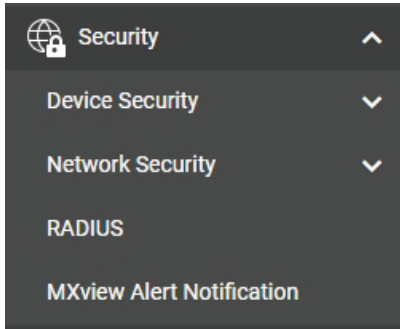 Security
Device Security
Network Security
RADIUS
MXview Alert Notification